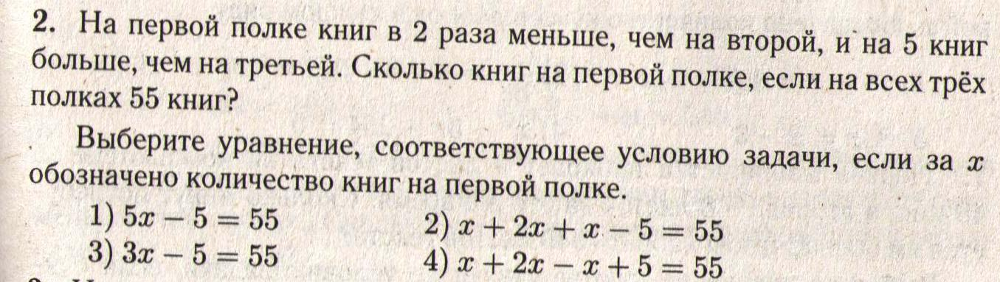 2. На первой полке книг в 2 раза меньше, чем на второй, и на 5 книг
больше, чем на третьей. Сколько книг на первой полке, если на всех трёх
полках 55 книг?
Выберите уравнение, соответствующее условию задачи, если за x
обозначено количество книг на первой полке.
1) 5x − 5 = 55 2) x + 2x + x − 5 = 55
3) 3x − 5 = 55 4) x + 2x − x + 5 = 55